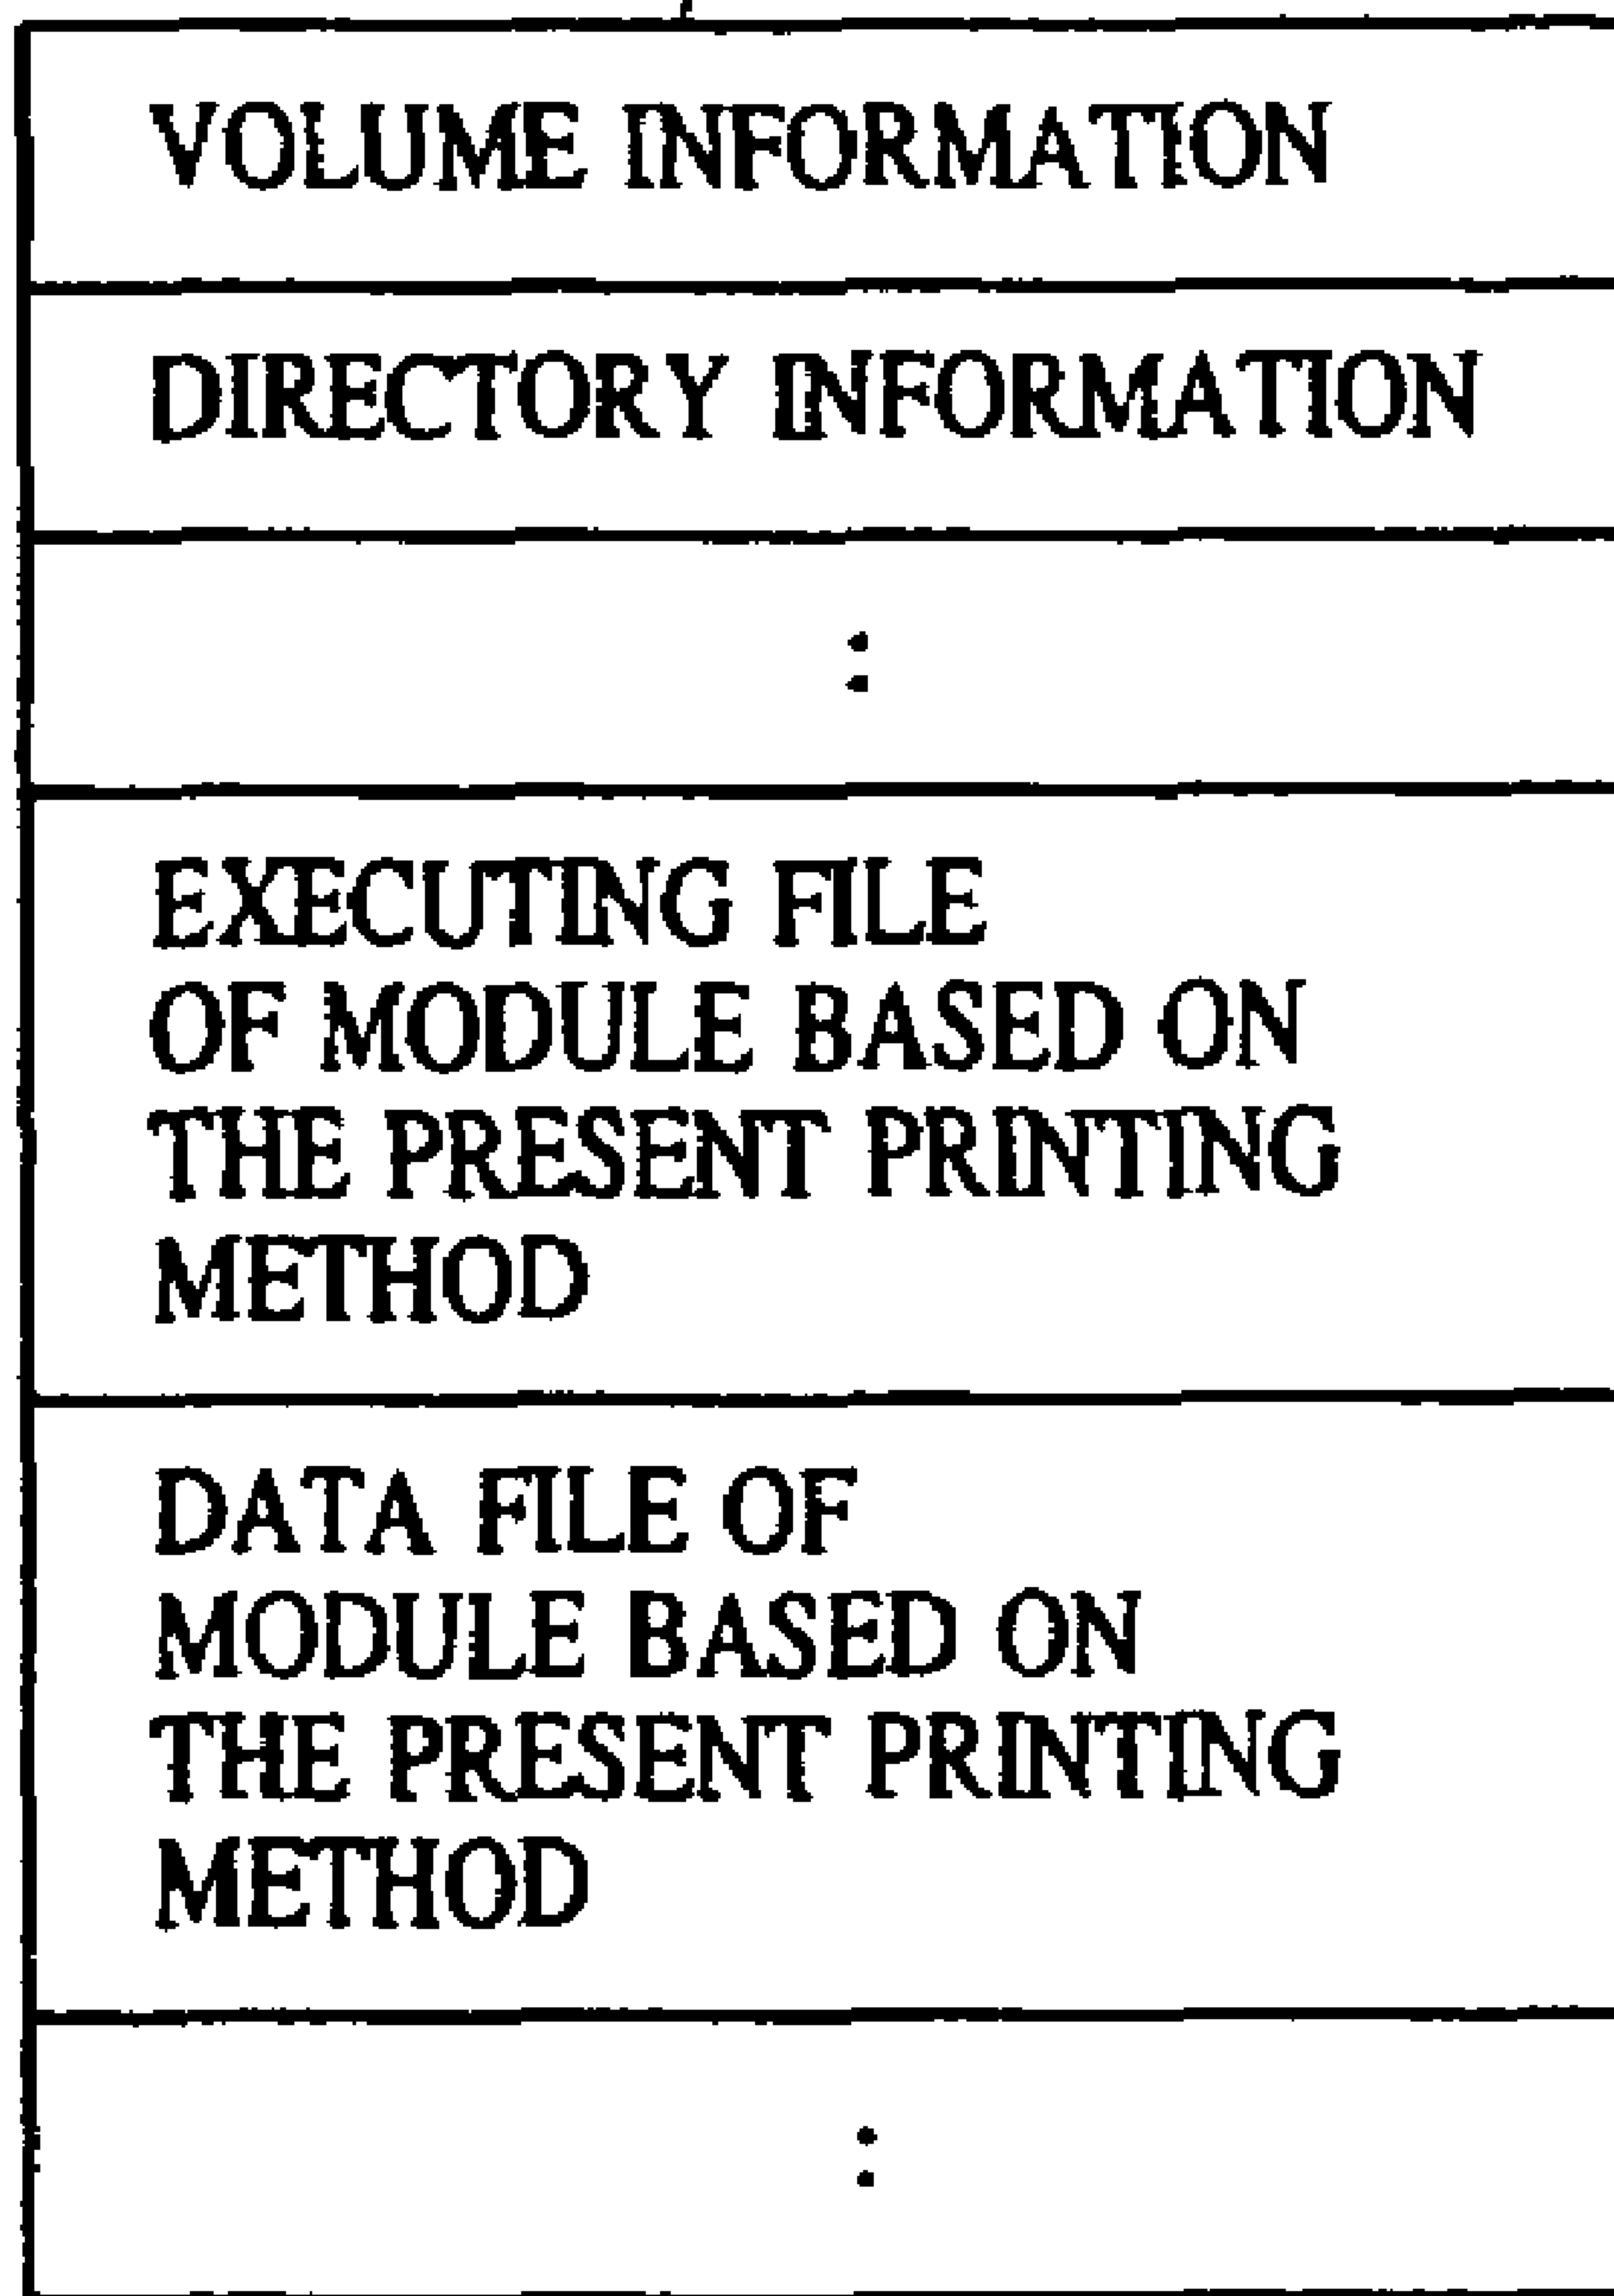 VOLUME INFORMATION
DIRECTORY INFORMATION
:
EXECUTING FILE
OF MODULE BASED ON
THE PRESENT PRINTING
METHOD
DATA FILE OF
MODULE BASED ON
THE PRESENT PRINTING
METHOD
: